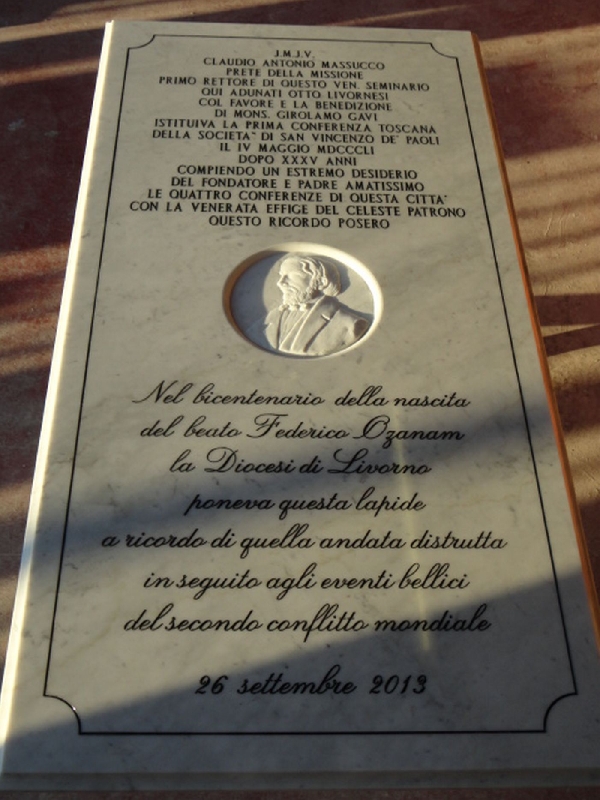 J.M.J.V.
CLAUDIO ANTONIO MASSUCCO
PRETE DELLA MISSIONE
PRIMO RETTORE DI QUESTO VEN. SEMINARIO
QUI ADUNATI OTTO LIVORNESI
COL FAVORE E LA BENEDIZIONE
DI MONS. GIROLAMO GAVI
ISTITUIVA LA PRIMA CONFERENZA TOSCANA
DELLA SOCIETA' DI SAN VINCENZO DE' PAOLI
IL IV MAGGIO MDCCCLI
DOPO XXXV ANNI
COMPIENDO UN ESTREMO DESIDERIO
DEL FONDATORE E PADRE AMATISSIMO
LE QUATTRO CONFERENZE DI QUESTA CITTA'
CON LA VENERATA EFFIGE DEL CELESTE PATRONO
QUESTO RICORDO POSERO
Nel bicentenario della nascita
del beato Federico Ozanam
la Diocesi di Livorno
poneva questa lapide
a ricordo di quella andata distrutta
in seguito agli eventi bellici
del secondo conflitto mondiale
26 settembre 2013